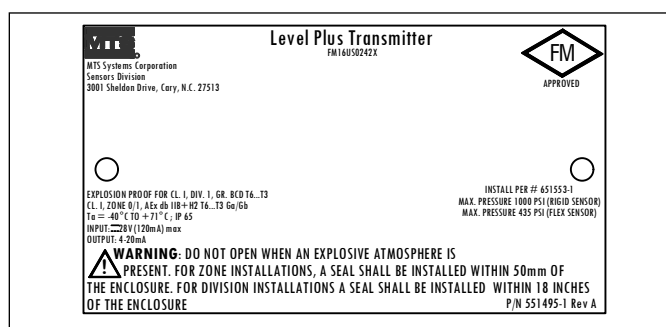 MTS
Level Plus Transmitter
FM16US0242X
FM
APPROVED
MTS Systems Corporation
Sensors Division
3001 Sheldon Drive, Cary, N.C. 27513
EXPLOSION PROOF FOR CL. I, DIV. 1, GR. BCD T6...T3
CL. I, ZONE 0/1, AEx db IIB+H2 T6...T3 Ga/Gb
Ta = -40°C TO +71°C ; IP 65
INPUT:⎓28V (120mA) max
OUTPUT: 4-20mA
INSTALL PER # 651553-1
MAX. PRESSURE 1000 PSI (RIGID SENSOR)
MAX. PRESSURE 435 PSI (FLEX SENSOR)
WARNING: DO NOT OPEN WHEN AN EXPLOSIVE ATMOSPHERE IS
PRESENT. FOR ZONE INSTALLATIONS, A SEAL SHALL BE INSTALLED WITHIN 50mm OF
THE ENCLOSURE. FOR DIVISION INSTALLATIONS A SEAL SHALL BE INSTALLED WITHIN 18 INCHES
OF THE ENCLOSURE
P/N 551495-1 Rev A